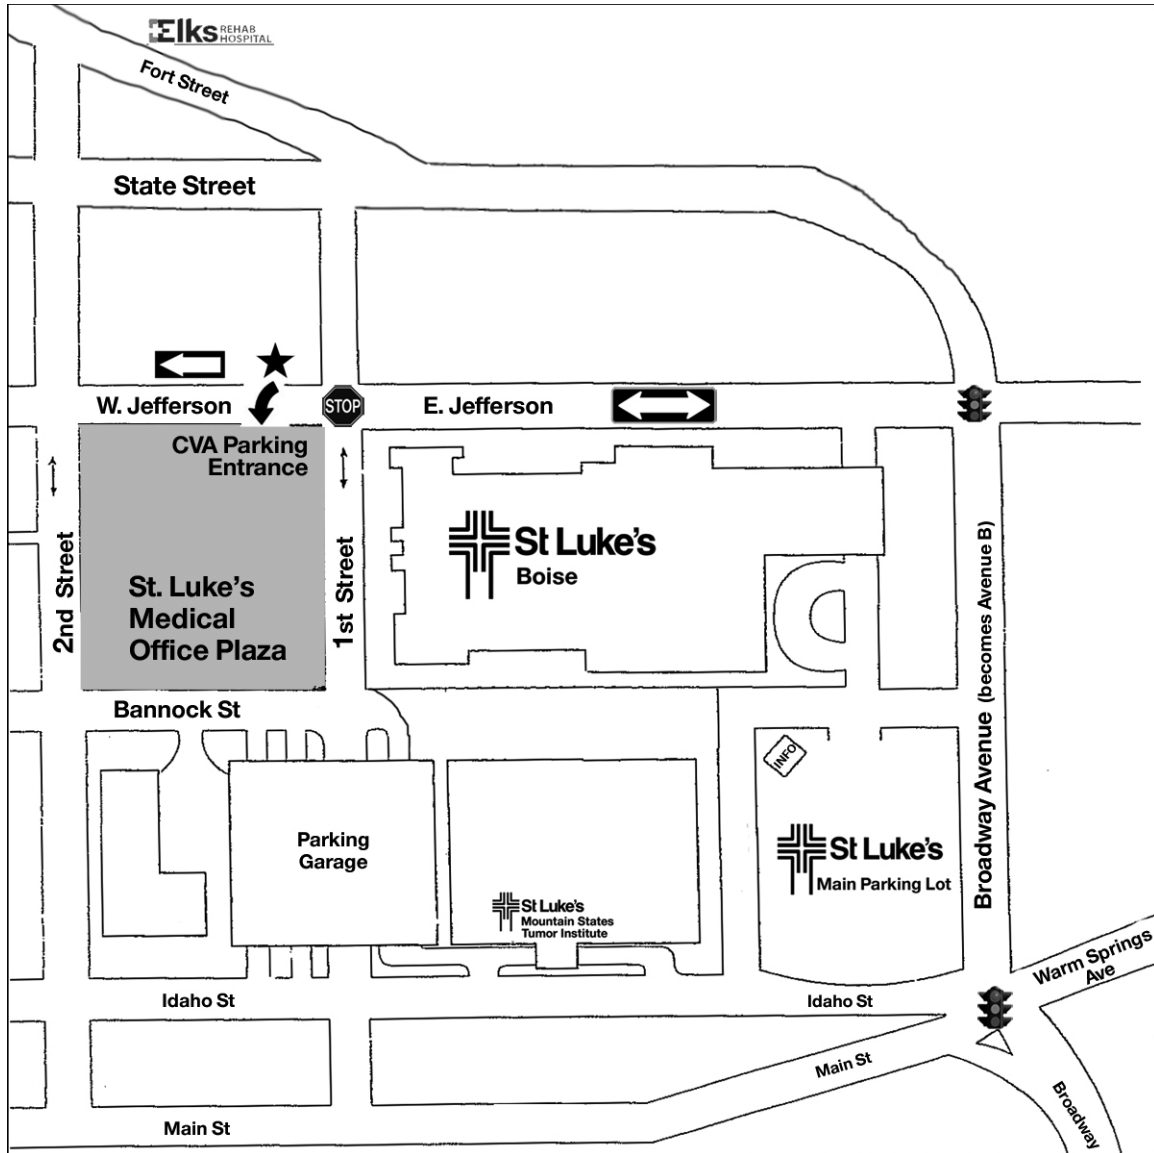 Elks REHAB
HOSPITAL
Fort Street
State Street
W. Jefferson
STOP
E. Jefferson
CVA Parking
Entrance
2nd Street
1st Street
St. Luke's
Medical
Office Plaza
St Luke's
Boise
Broadway Avenue (becomes Avenue B)
Bannock St
INFO
Parking
Garage
St Luke's
Mountain States
Tumor Institute
St Luke's
Main Parking Lot
Warm Springs
Ave
Idaho St
Idaho St
Main St
Main St
Broadway